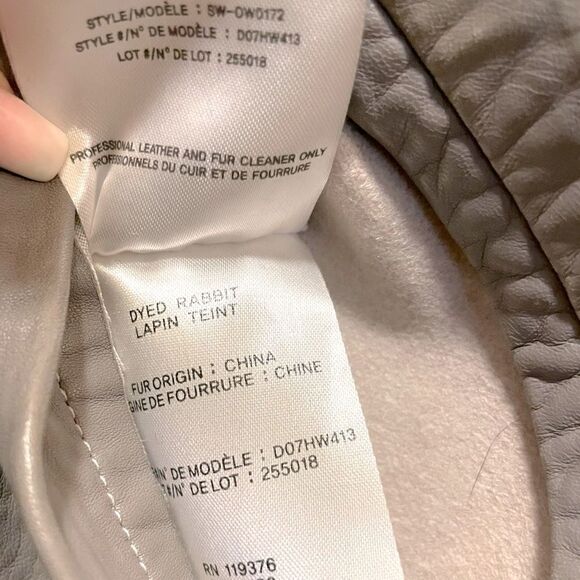 STYLE/MODÈLE : SW-OW0172
STYLE #/N° DE MODÈLE : D07HW413
LOT #/N° DE LOT : 255018
PROFESSIONAL LEATHER AND FUR CLEANER ONLY
PROFESSIONNELS DU CUIR ET DE FOURRURE
DYED RABBIT
LAPIN TEINT
FUR ORIGIN : CHINA
GINE DE FOURRURE : CHINE
#/N° DE MODÈLE : D07HW413
#/N° DE LOT : 255018
RN 119376